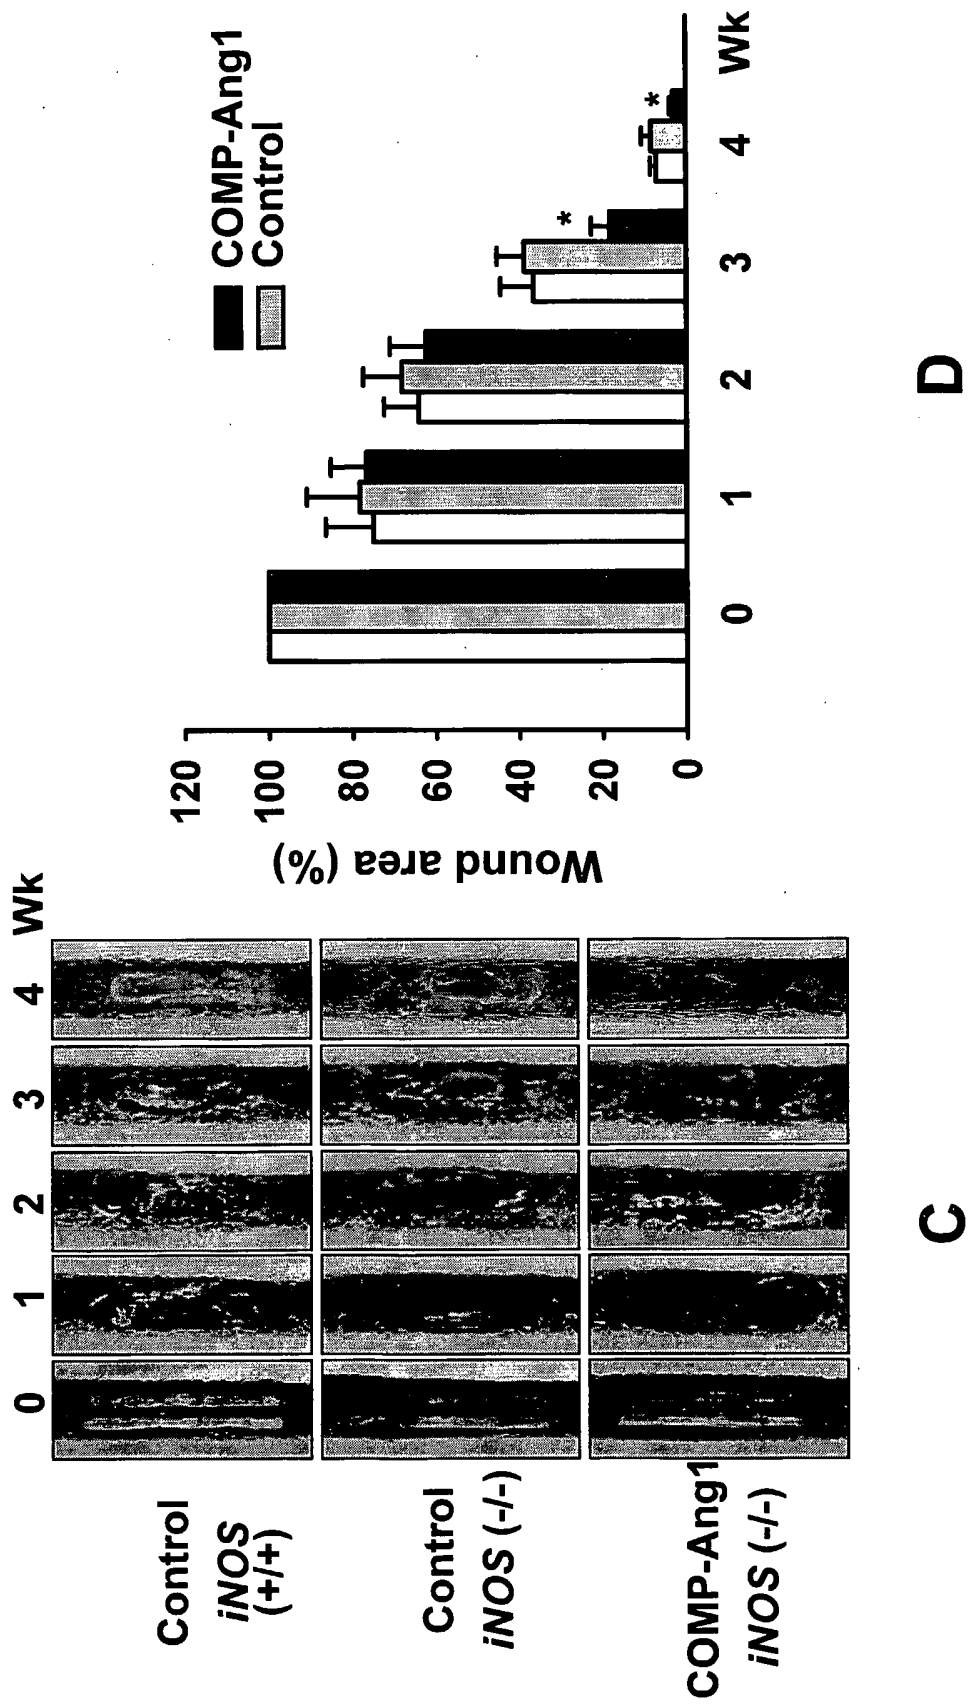 0 1 2 3 4 Wk
Control
iNOS
(+/+)
Control
iNOS (-/-)
COMP-Ang1
iNOS (-/-)
C
COMP-Ang1
Control
Wound area (%)
120
100
80
60
40
20
0
*
*
0 1 2 3 4 Wk
D